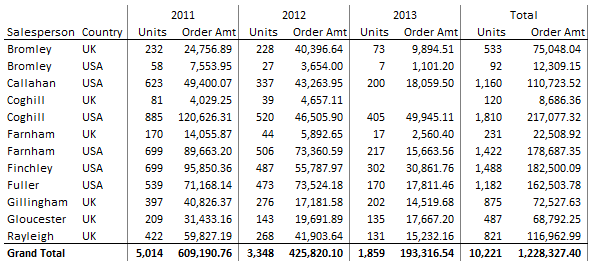 2011 2012 2013 Total
Salesperson Country Units Order Amt Units Order Amt Units Order Amt Units Order Amt
Bromley UK 232 24,756.89 228 40,396.64 73 9,894.51 533 75,048.04
Bromley USA 58 7,553.95 27 3,654.00 7 1,101.20 92 12,309.15
Callahan USA 623 49,400.07 337 43,263.95 200 18,059.50 1,160 110,723.52
Coghill UK 81 4,029.25 39 4,657.11 120 8,686.36
Coghill USA 885 120,626.31 520 46,505.90 405 49,945.11 1,810 217,077.32
Farnham UK 170 14,055.87 44 5,892.65 17 2,560.40 231 22,508.92
Farnham USA 699 89,663.20 506 73,360.59 217 15,663.56 1,422 178,687.35
Finchley USA 699 95,850.36 487 55,787.97 302 30,861.76 1,488 182,500.09
Fuller USA 539 71,168.14 473 73,524.18 170 17,811.46 1,182 162,503.78
Gillingham UK 397 40,826.37 276 17,181.58 202 14,519.68 875 72,527.63
Gloucester UK 209 31,433.16 143 19,691.89 135 17,667.20 487 68,792.25
Rayleigh UK 422 59,827.19 268 41,903.64 131 15,232.16 821 116,962.99
Grand Total 5,014 609,190.76 3,348 425,820.10 1,859 193,316.54 10,221 1,228,327.40